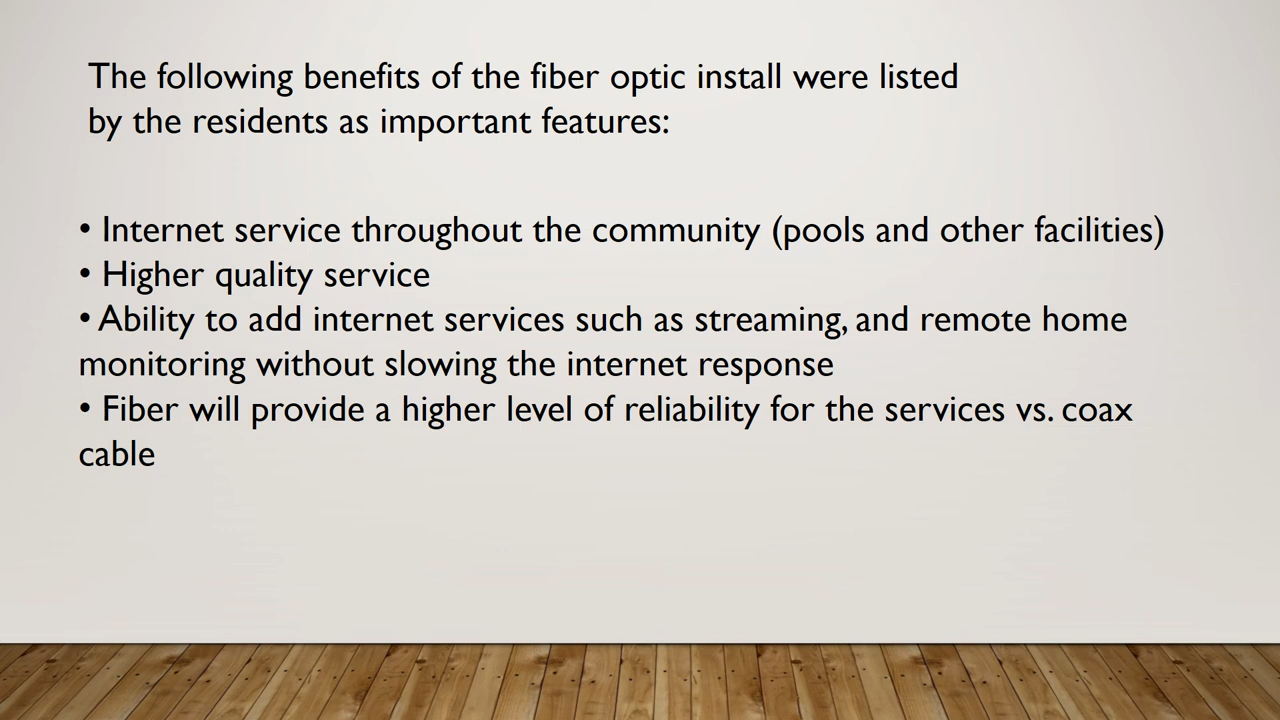 The following benefits of the fiber optic install were listed
by the residents as important features:
• Internet service throughout the community (pools and other facilities)
• Higher quality service
• Ability to add internet services such as streaming, and remote home
monitoring without slowing the internet response
• Fiber will provide a higher level of reliability for the services vs. coax
cable